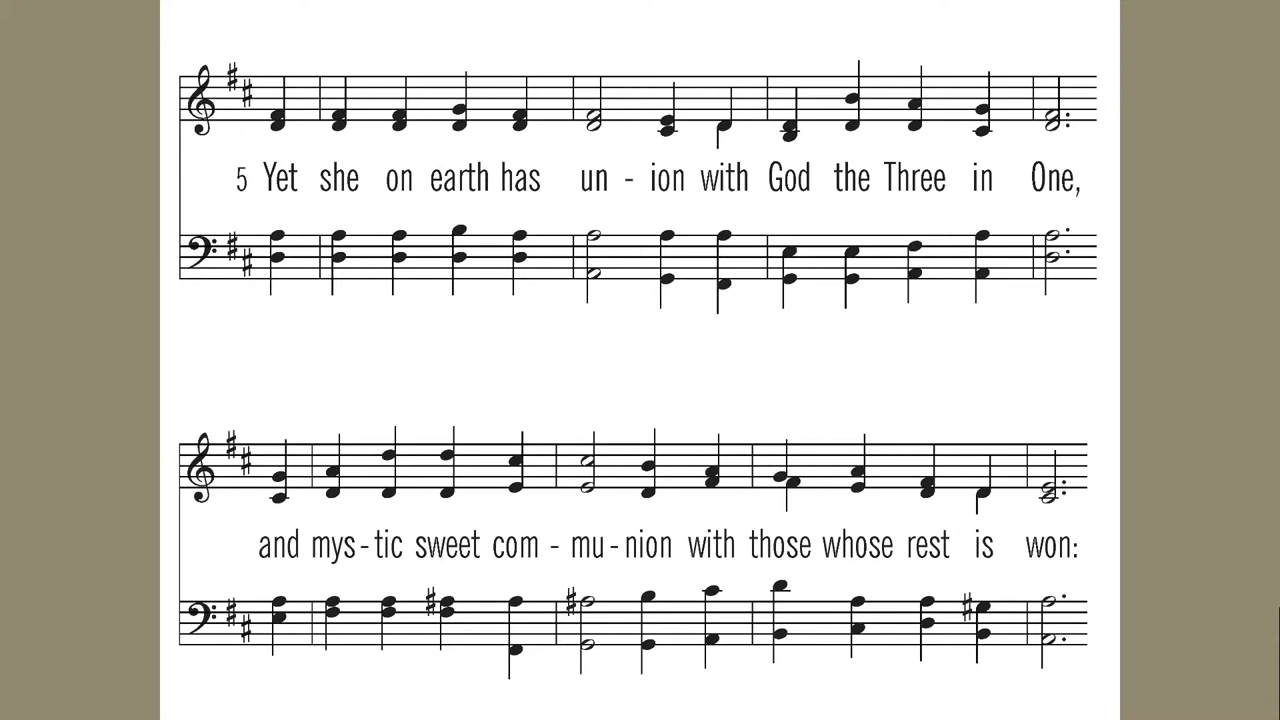 5 Yet she on earth has un - ion with God the Three in One,
and mys - tic sweet com - mu - nion with those whose rest is won: